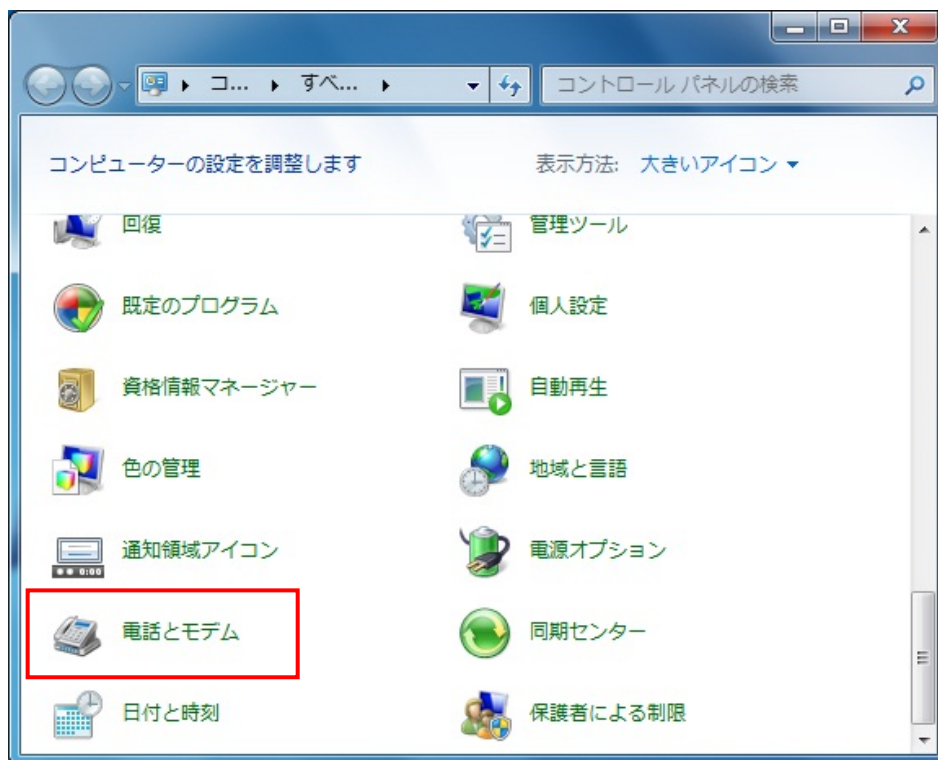 コ... すべ... コントロール パネルの検索
コンピューターの設定を調整します 表示方法: 大きいアイコン
回復 管理ツール
既定のプログラム 個人設定
資格情報マネージャー 自動再生
色の管理 地域と言語
通知領域アイコン 電源オプション
電話とモデム 同期センター
日付と時刻 保護者による制限